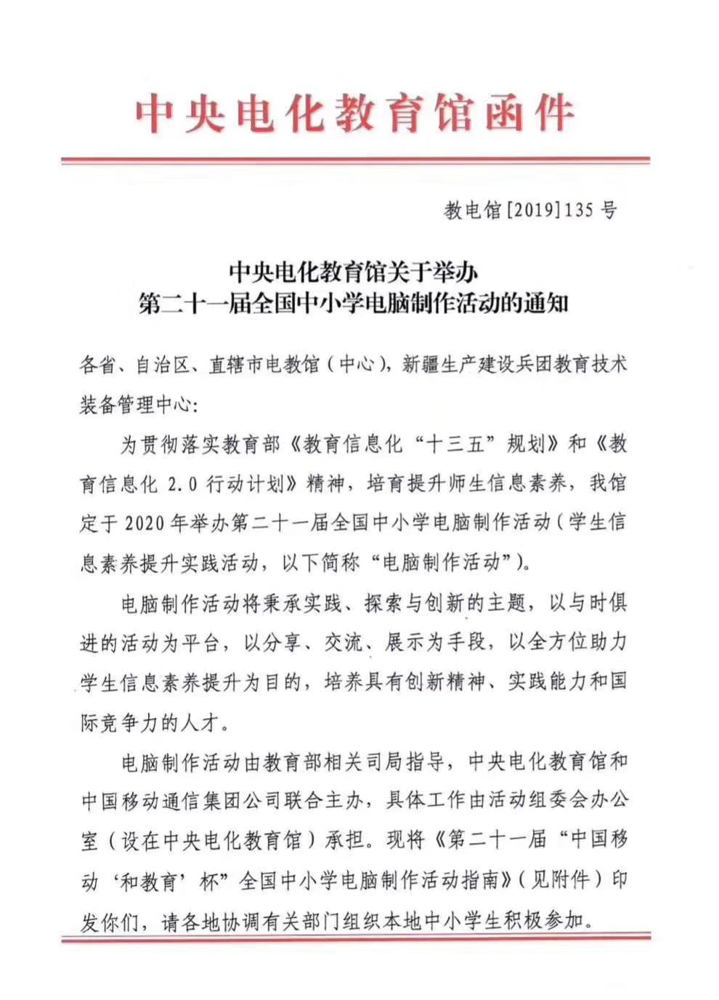 中央电化教育馆函件
教电馆[2019]135号
中央电化教育馆关于举办
第二十一届全国中小学电脑制作活动的通知
各省、自治区、直辖市电教馆(中心),新疆生产建设兵团教育技术
装备管理中心:
为贯彻落实教育部《教育信息化“十三五”规划》和《教
育信息化 2.0 行动计划》精神，培育提升师生信息素养，我馆
定于 2020 年举办第二十一届全国中小学电脑制作活动(学生信
息素养提升实践活动，以下简称“电脑制作活动”)。
电脑制作活动将秉承实践、探索与创新的主题，以与时俱
进的活动为平台，以分享、交流、展示为手段，以全方位助力
学生信息素养提升为目的，培养具有创新精神、实践能力和国
际竞争力的人才。
电脑制作活动由教育部相关司局指导，中央电化教育馆和
中国移动通信集团公司联合主办，具体工作由活动组委会办公
室(设在中央电化教育馆)承担。现将《第二十一届“中国移
动‘和教育’杯”全国中小学电脑制作活动指南》(见附件)印
发你们，请各地协调有关部门组织本地中小学生积极参加。